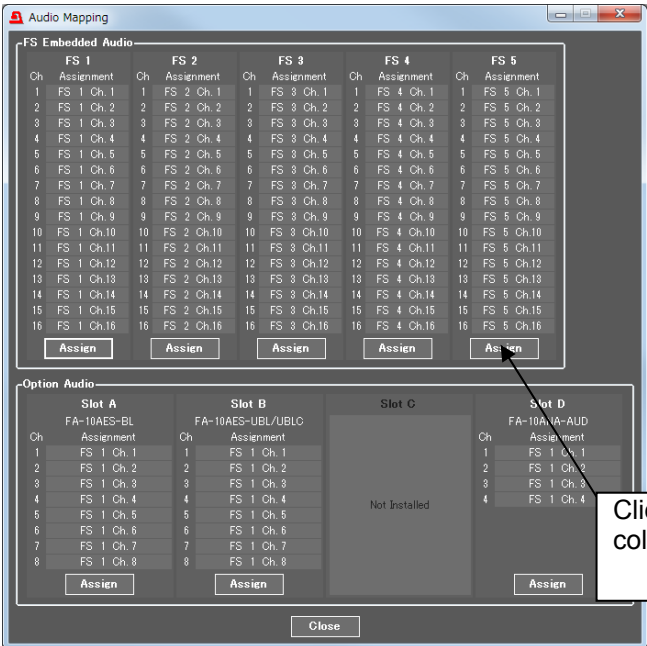 Audio Mapping
FS Embedded Audio
FS 1 FS 2 FS 3 FS 4 FS 5
Ch Assignment Ch Assignment Ch Assignment Ch Assignment Ch Assignment
1 FS 1 Ch. 1 1 FS 2 Ch. 1 1 FS 3 Ch. 1 1 FS 4 Ch. 1 1 FS 5 Ch. 1
2 FS 1 Ch. 2 2 FS 2 Ch. 2 2 FS 3 Ch. 2 2 FS 4 Ch. 2 2 FS 5 Ch. 2
3 FS 1 Ch. 3 3 FS 2 Ch. 3 3 FS 3 Ch. 3 3 FS 4 Ch. 3 3 FS 5 Ch. 3
4 FS 1 Ch. 4 4 FS 2 Ch. 4 4 FS 3 Ch. 4 4 FS 4 Ch. 4 4 FS 5 Ch. 4
5 FS 1 Ch. 5 5 FS 2 Ch. 5 5 FS 3 Ch. 5 5 FS 4 Ch. 5 5 FS 5 Ch. 5
6 FS 1 Ch. 6 6 FS 2 Ch. 6 6 FS 3 Ch. 6 6 FS 4 Ch. 6 6 FS 5 Ch. 6
7 FS 1 Ch. 7 7 FS 2 Ch. 7 7 FS 3 Ch. 7 7 FS 4 Ch. 7 7 FS 5 Ch. 7
8 FS 1 Ch. 8 8 FS 2 Ch. 8 8 FS 3 Ch. 8 8 FS 4 Ch. 8 8 FS 5 Ch. 8
9 FS 1 Ch. 9 9 FS 2 Ch. 9 9 FS 3 Ch. 9 9 FS 4 Ch. 9 9 FS 5 Ch. 9
10 FS 1 Ch.10 10 FS 2 Ch.10 10 FS 3 Ch.10 10 FS 4 Ch.10 10 FS 5 Ch.10
11 FS 1 Ch.11 11 FS 2 Ch.11 11 FS 3 Ch.11 11 FS 4 Ch.11 11 FS 5 Ch.11
12 FS 1 Ch.12 12 FS 2 Ch.12 12 FS 3 Ch.12 12 FS 4 Ch.12 12 FS 5 Ch.12
13 FS 1 Ch.13 13 FS 2 Ch.13 13 FS 3 Ch.13 13 FS 4 Ch.13 13 FS 5 Ch.13
14 FS 1 Ch.14 14 FS 2 Ch.14 14 FS 3 Ch.14 14 FS 4 Ch.14 14 FS 5 Ch.14
15 FS 1 Ch.15 15 FS 2 Ch.15 15 FS 3 Ch.15 15 FS 4 Ch.15 15 FS 5 Ch.15
16 FS 1 Ch.16 16 FS 2 Ch.16 16 FS 3 Ch.16 16 FS 4 Ch.16 16 FS 5 Ch.16
Assign Assign Assign Assign Assign
Option Audio
Slot A Slot B Slot C Slot D
FA-10AES-BL FA-10AES-UBL/UBLC FA-10ANA-AUD
Ch Assignment Ch Assignment Ch Assignment
1 FS 1 Ch. 1 1 FS 1 Ch. 1 1 FS 1 Ch. 1
2 FS 1 Ch. 2 2 FS 1 Ch. 2 2 FS 1 Ch. 2
3 FS 1 Ch. 3 3 FS 1 Ch. 3 3 FS 1 Ch. 3
4 FS 1 Ch. 4 4 FS 1 Ch. 4 Not Installed 4 FS 1 Ch. 4
5 FS 1 Ch. 5 5 FS 1 Ch. 5
6 FS 1 Ch. 6 6 FS 1 Ch. 6
7 FS 1 Ch. 7 7 FS 1 Ch. 7
8 FS 1 Ch. 8 8 FS 1 Ch. 8
Assign Assign Assign
Close